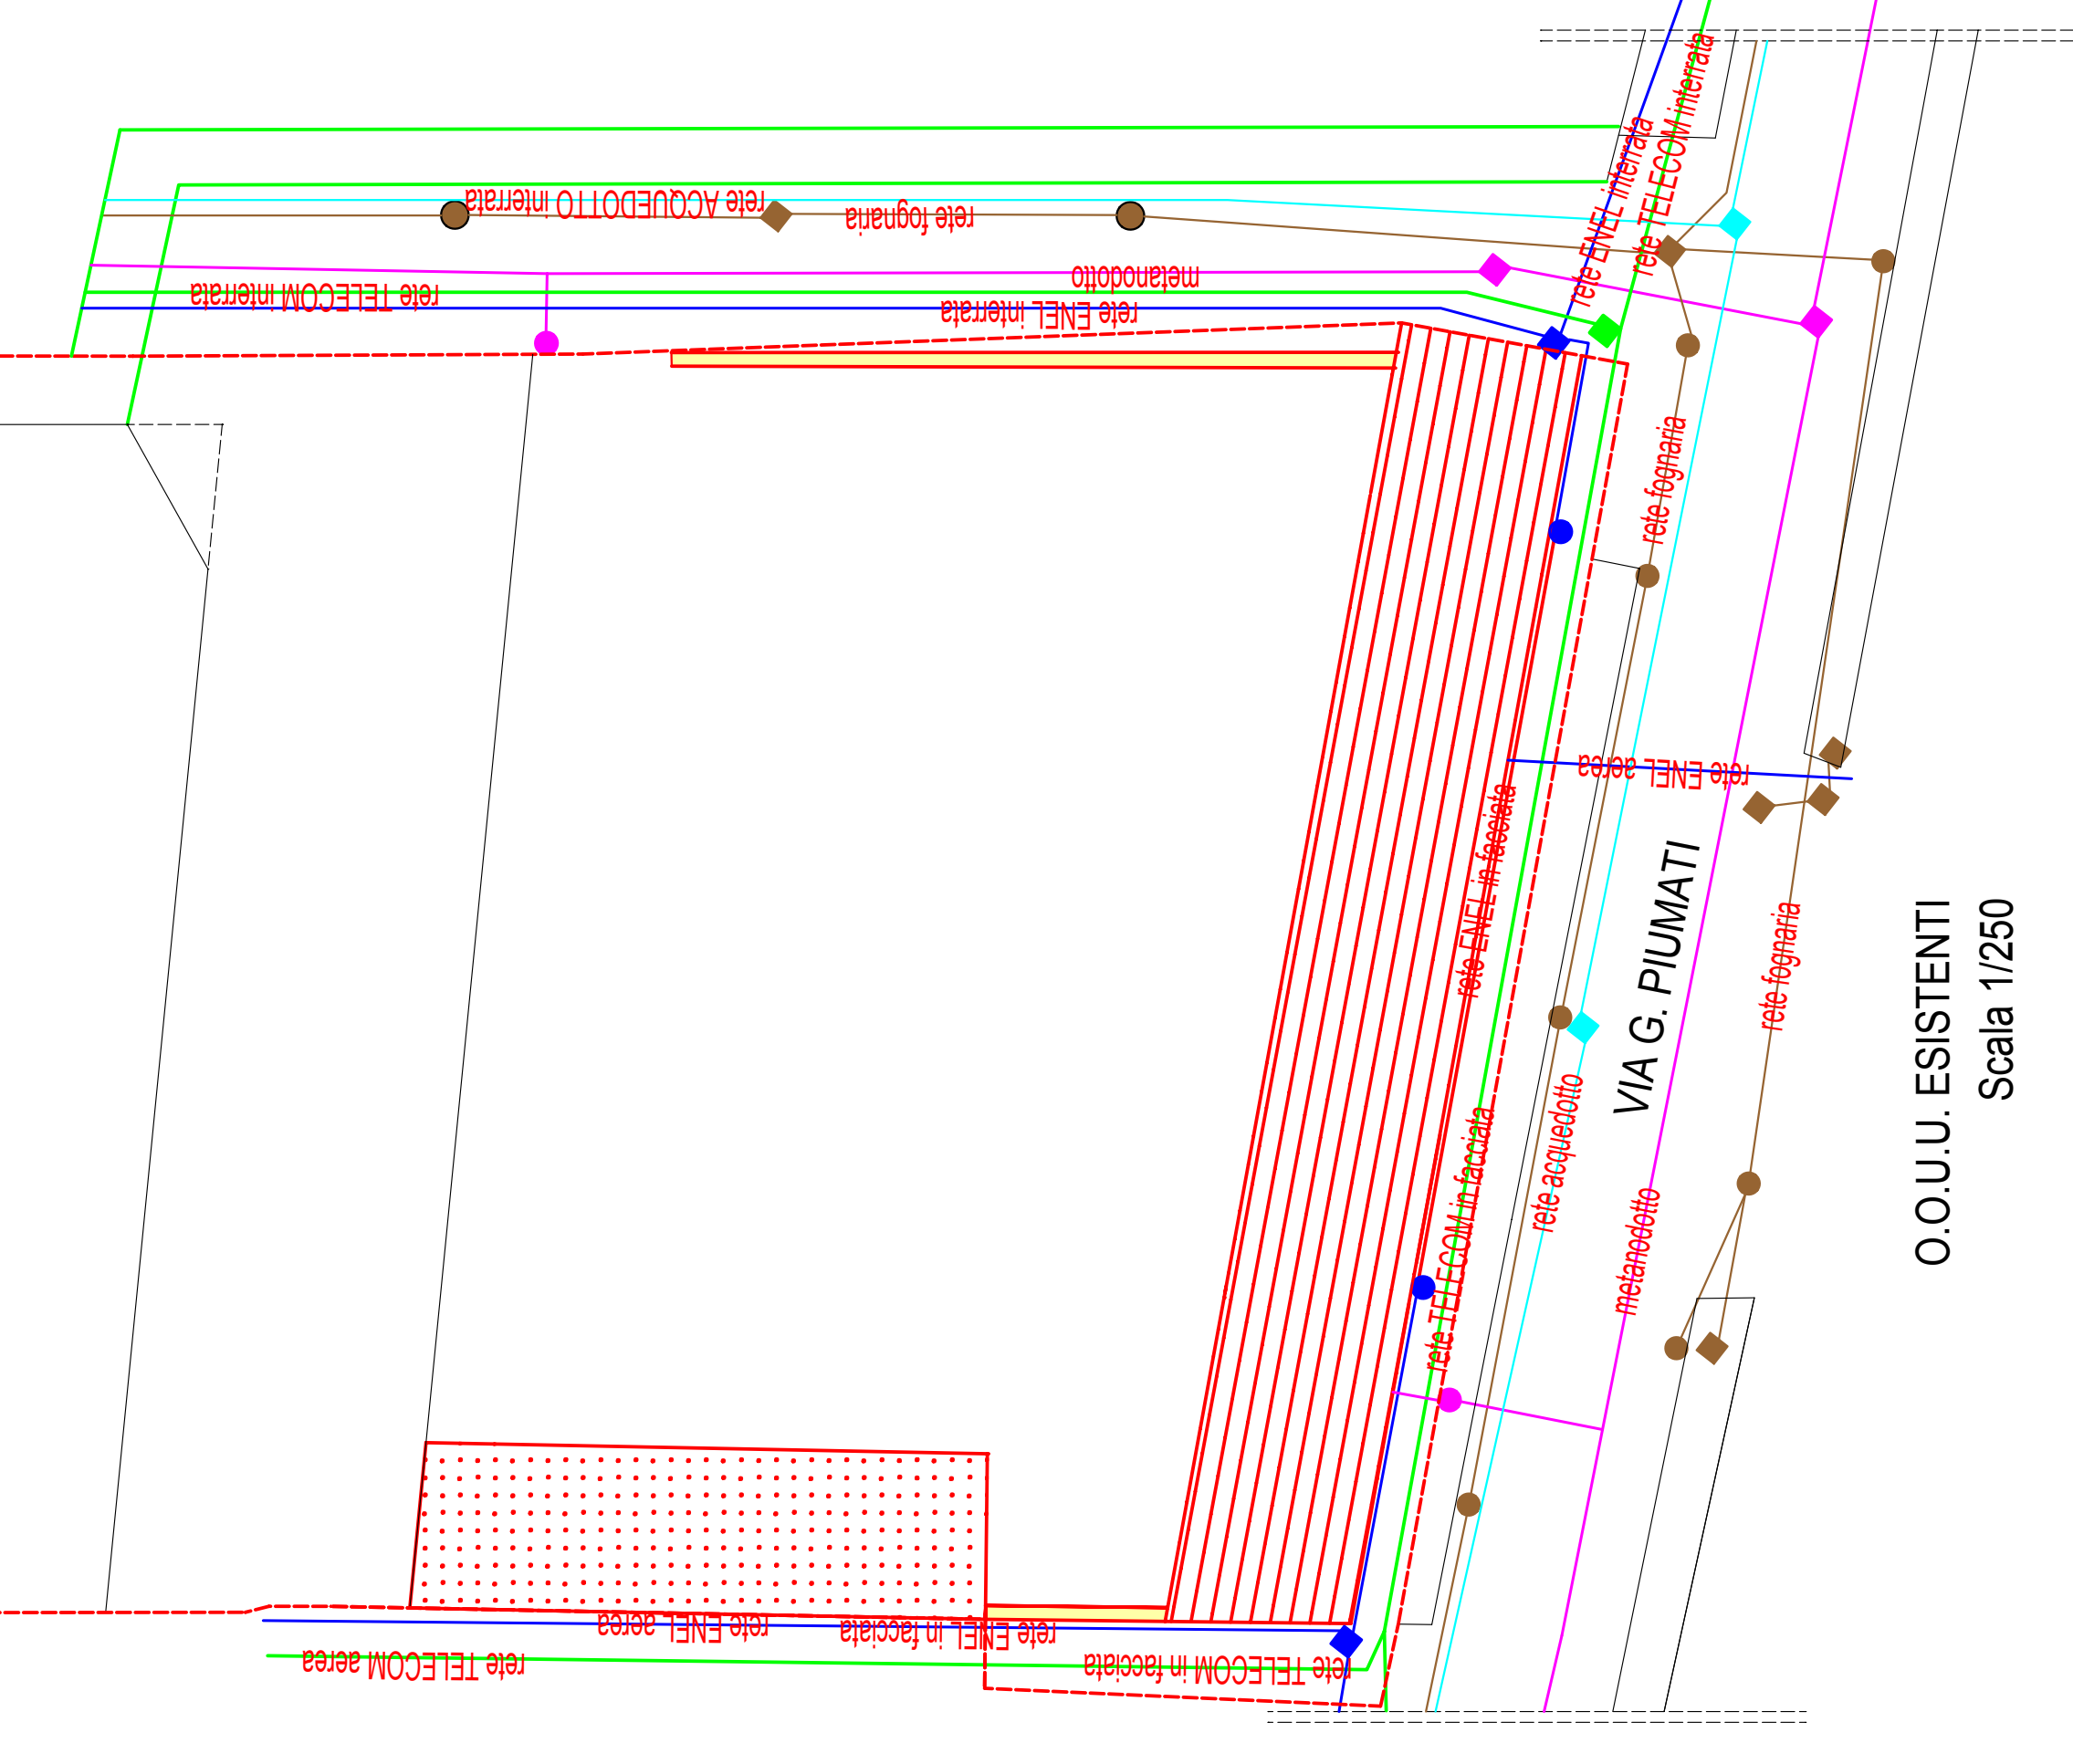 rete ACQUEDOTTO interrata
rete fognaria
metanodotto
rete TELECOM interrata
rete ENEL interrata
rete ENEL interrata
rete TELECOM interrata
rete fognaria
rete ENEL aerea
rete ENEL in facciata
VIA G. PIUMATI
rete fognaria
O.O.U.U. ESISTENTI
Scala 1/250
rete acquedotto
rete TELECOM in facciata
metanodotto
rete ENEL aerea
rete ENEL in facciata
rete TELECOM aerea
rete TELECOM in facciata